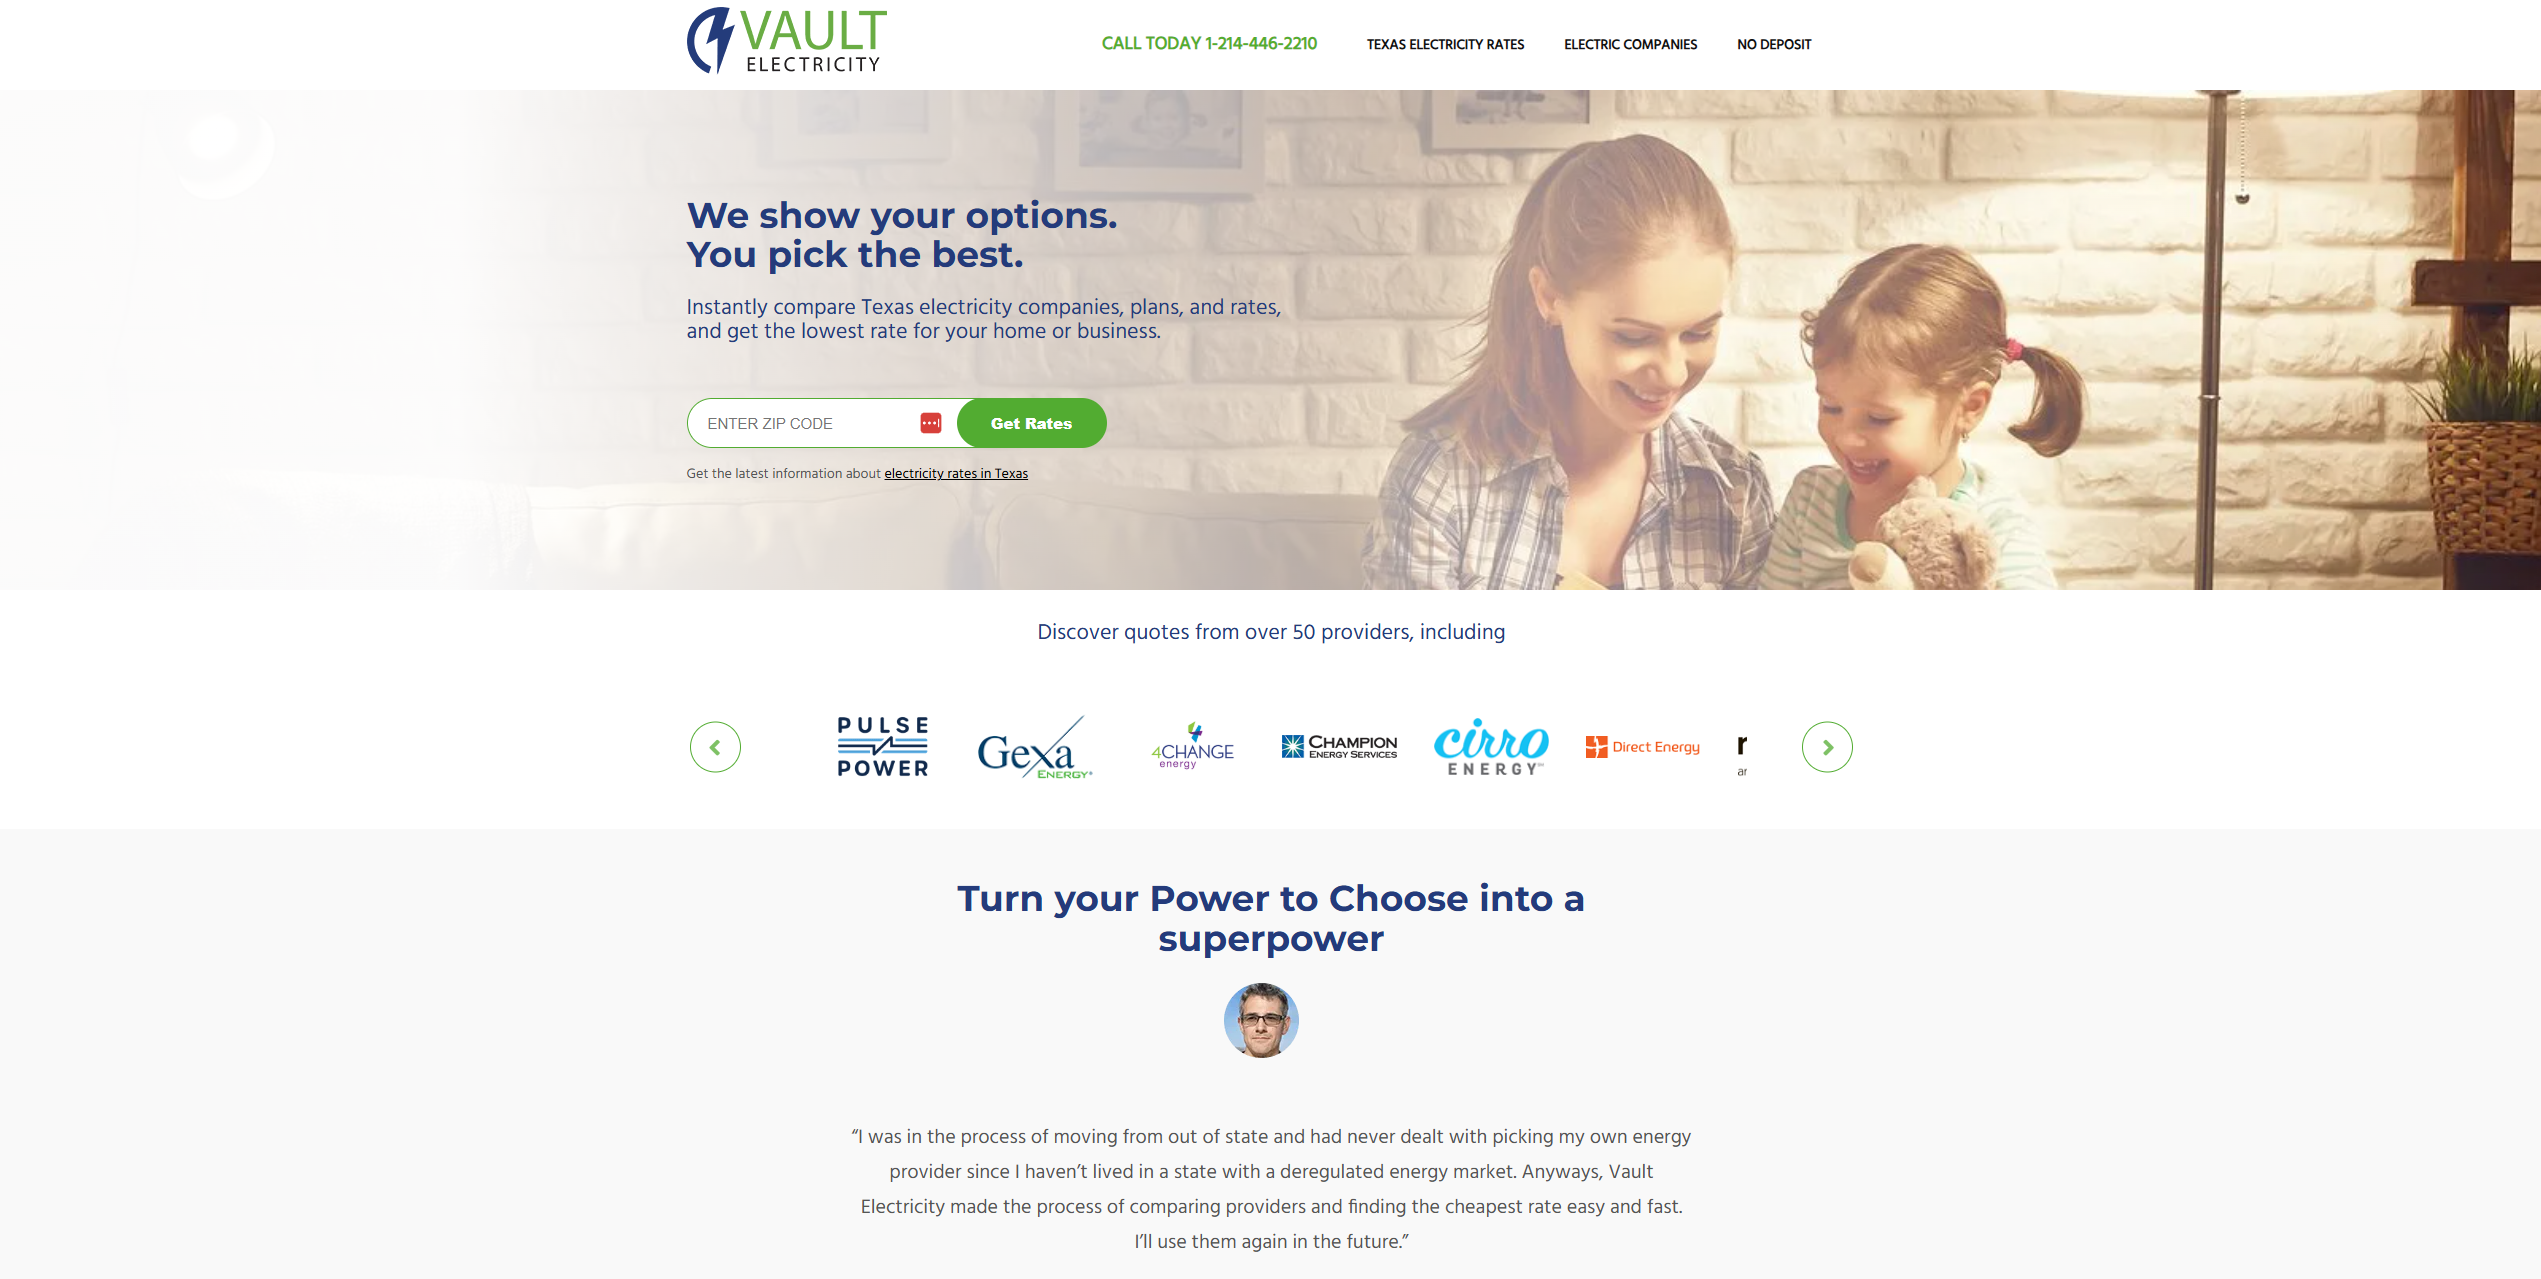 VAULT
ELECTRICITY
CALL TODAY 1-214-446-2210
TEXAS ELECTRICITY RATES
ELECTRIC COMPANIES
NO DEPOSIT
We show your options.
You pick the best.
Instantly compare Texas electricity companies, plans, and rates,
and get the lowest rate for your home or business.
ENTER ZIP CODE
Get Rates
Get the latest information about electricity rates in Texas
Discover quotes from over 50 providers, including
PULSE
POWER
Gexa
ENERGY
4CHANGE
energy
CHAMPION
ENERGY SERVICES
cirro
ENERGY
Direct Energy
Turn your Power to Choose into a
superpower
“I was in the process of moving from out of state and had never dealt with picking my own energy
provider since I haven’t lived in a state with a deregulated energy market. Anyways, Vault
Electricity made the process of comparing providers and finding the cheapest rate easy and fast.
I’ll use them again in the future.”